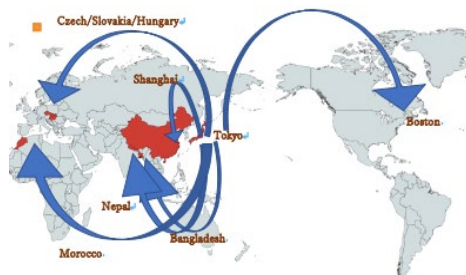 Czech/Slovakia/Hungary
Shanghai
Tokyo
Boston
Nepal
Bangladesh
Morocco